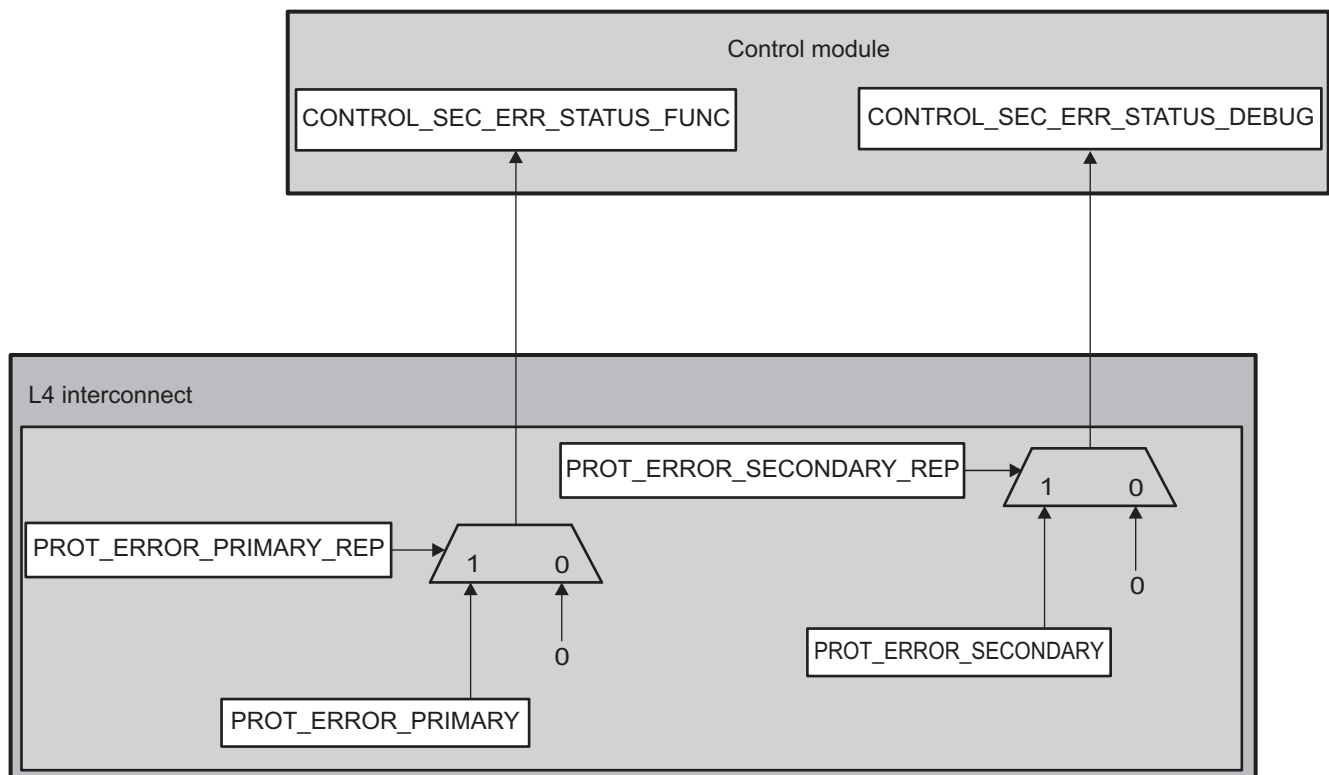 Control module
CONTROL_SEC_ERR_STATUS_FUNC
CONTROL_SEC_ERR_STATUS_DEBUG
L4 interconnect
PROT_ERROR_SECONDARY_REP
1 0
PROT_ERROR_PRIMARY_REP
1 0
0
PROT_ERROR_SECONDARY
0
PROT_ERROR_PRIMARY